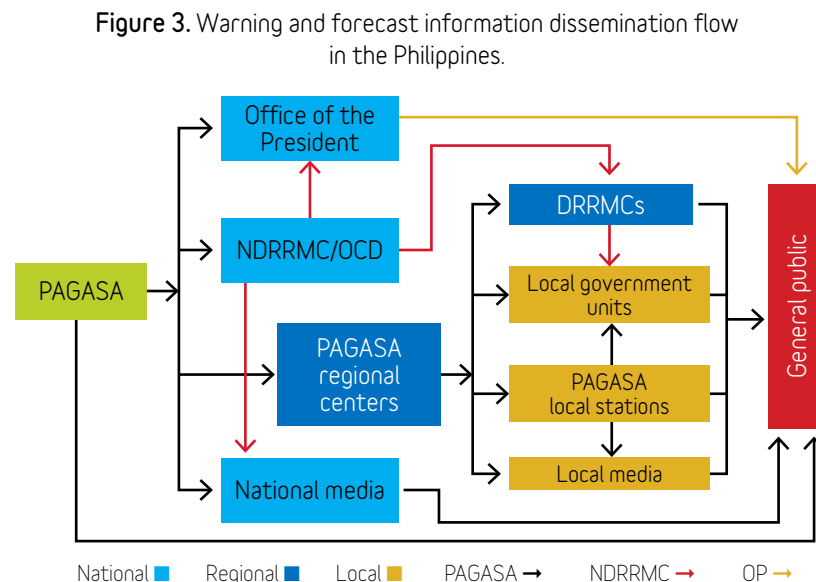 Figure 3. Warning and forecast information dissemination flow
in the Philippines.
Office of the
President
NDRRMC/OCD
DRRMCs
PAGASA
Local government
units
General public
PAGASA
regional
centers
PAGASA
local stations
National media
Local media
National Regional Local PAGASA → NDRRMC → OP →